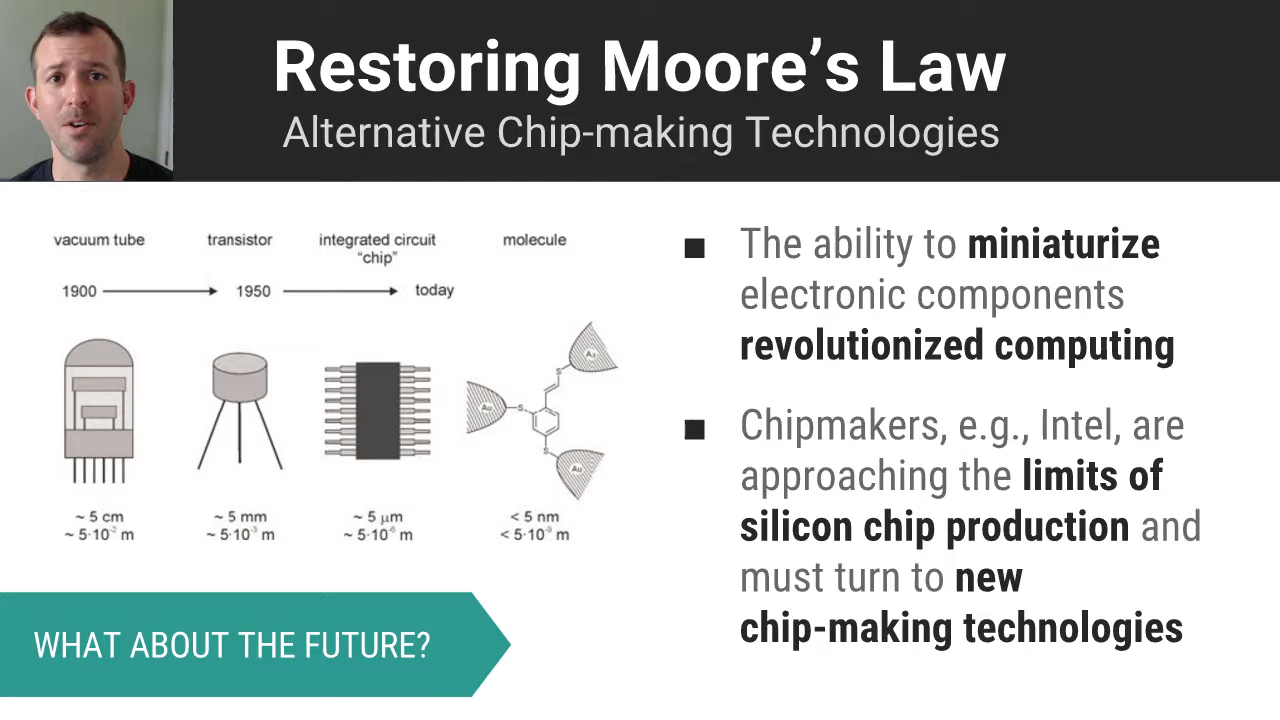 Restoring Moore’s Law
Alternative Chip-making Technologies
vacuum tube
transistor
integrated circuit
“chip”
molecule
1900
1950
today
Au
S
S
Au
S
Au
~ 5 cm
~ 5·10⁻² m
~ 5 mm
~ 5·10⁻³ m
~ 5 μm
~ 5·10⁻⁶ m
< 5 nm
< 5·10⁻⁹ m
■ The ability to miniaturize
electronic components
revolutionized computing
■ Chipmakers, e.g., Intel, are
approaching the limits of
silicon chip production and
must turn to new
chip-making technologies
WHAT ABOUT THE FUTURE?